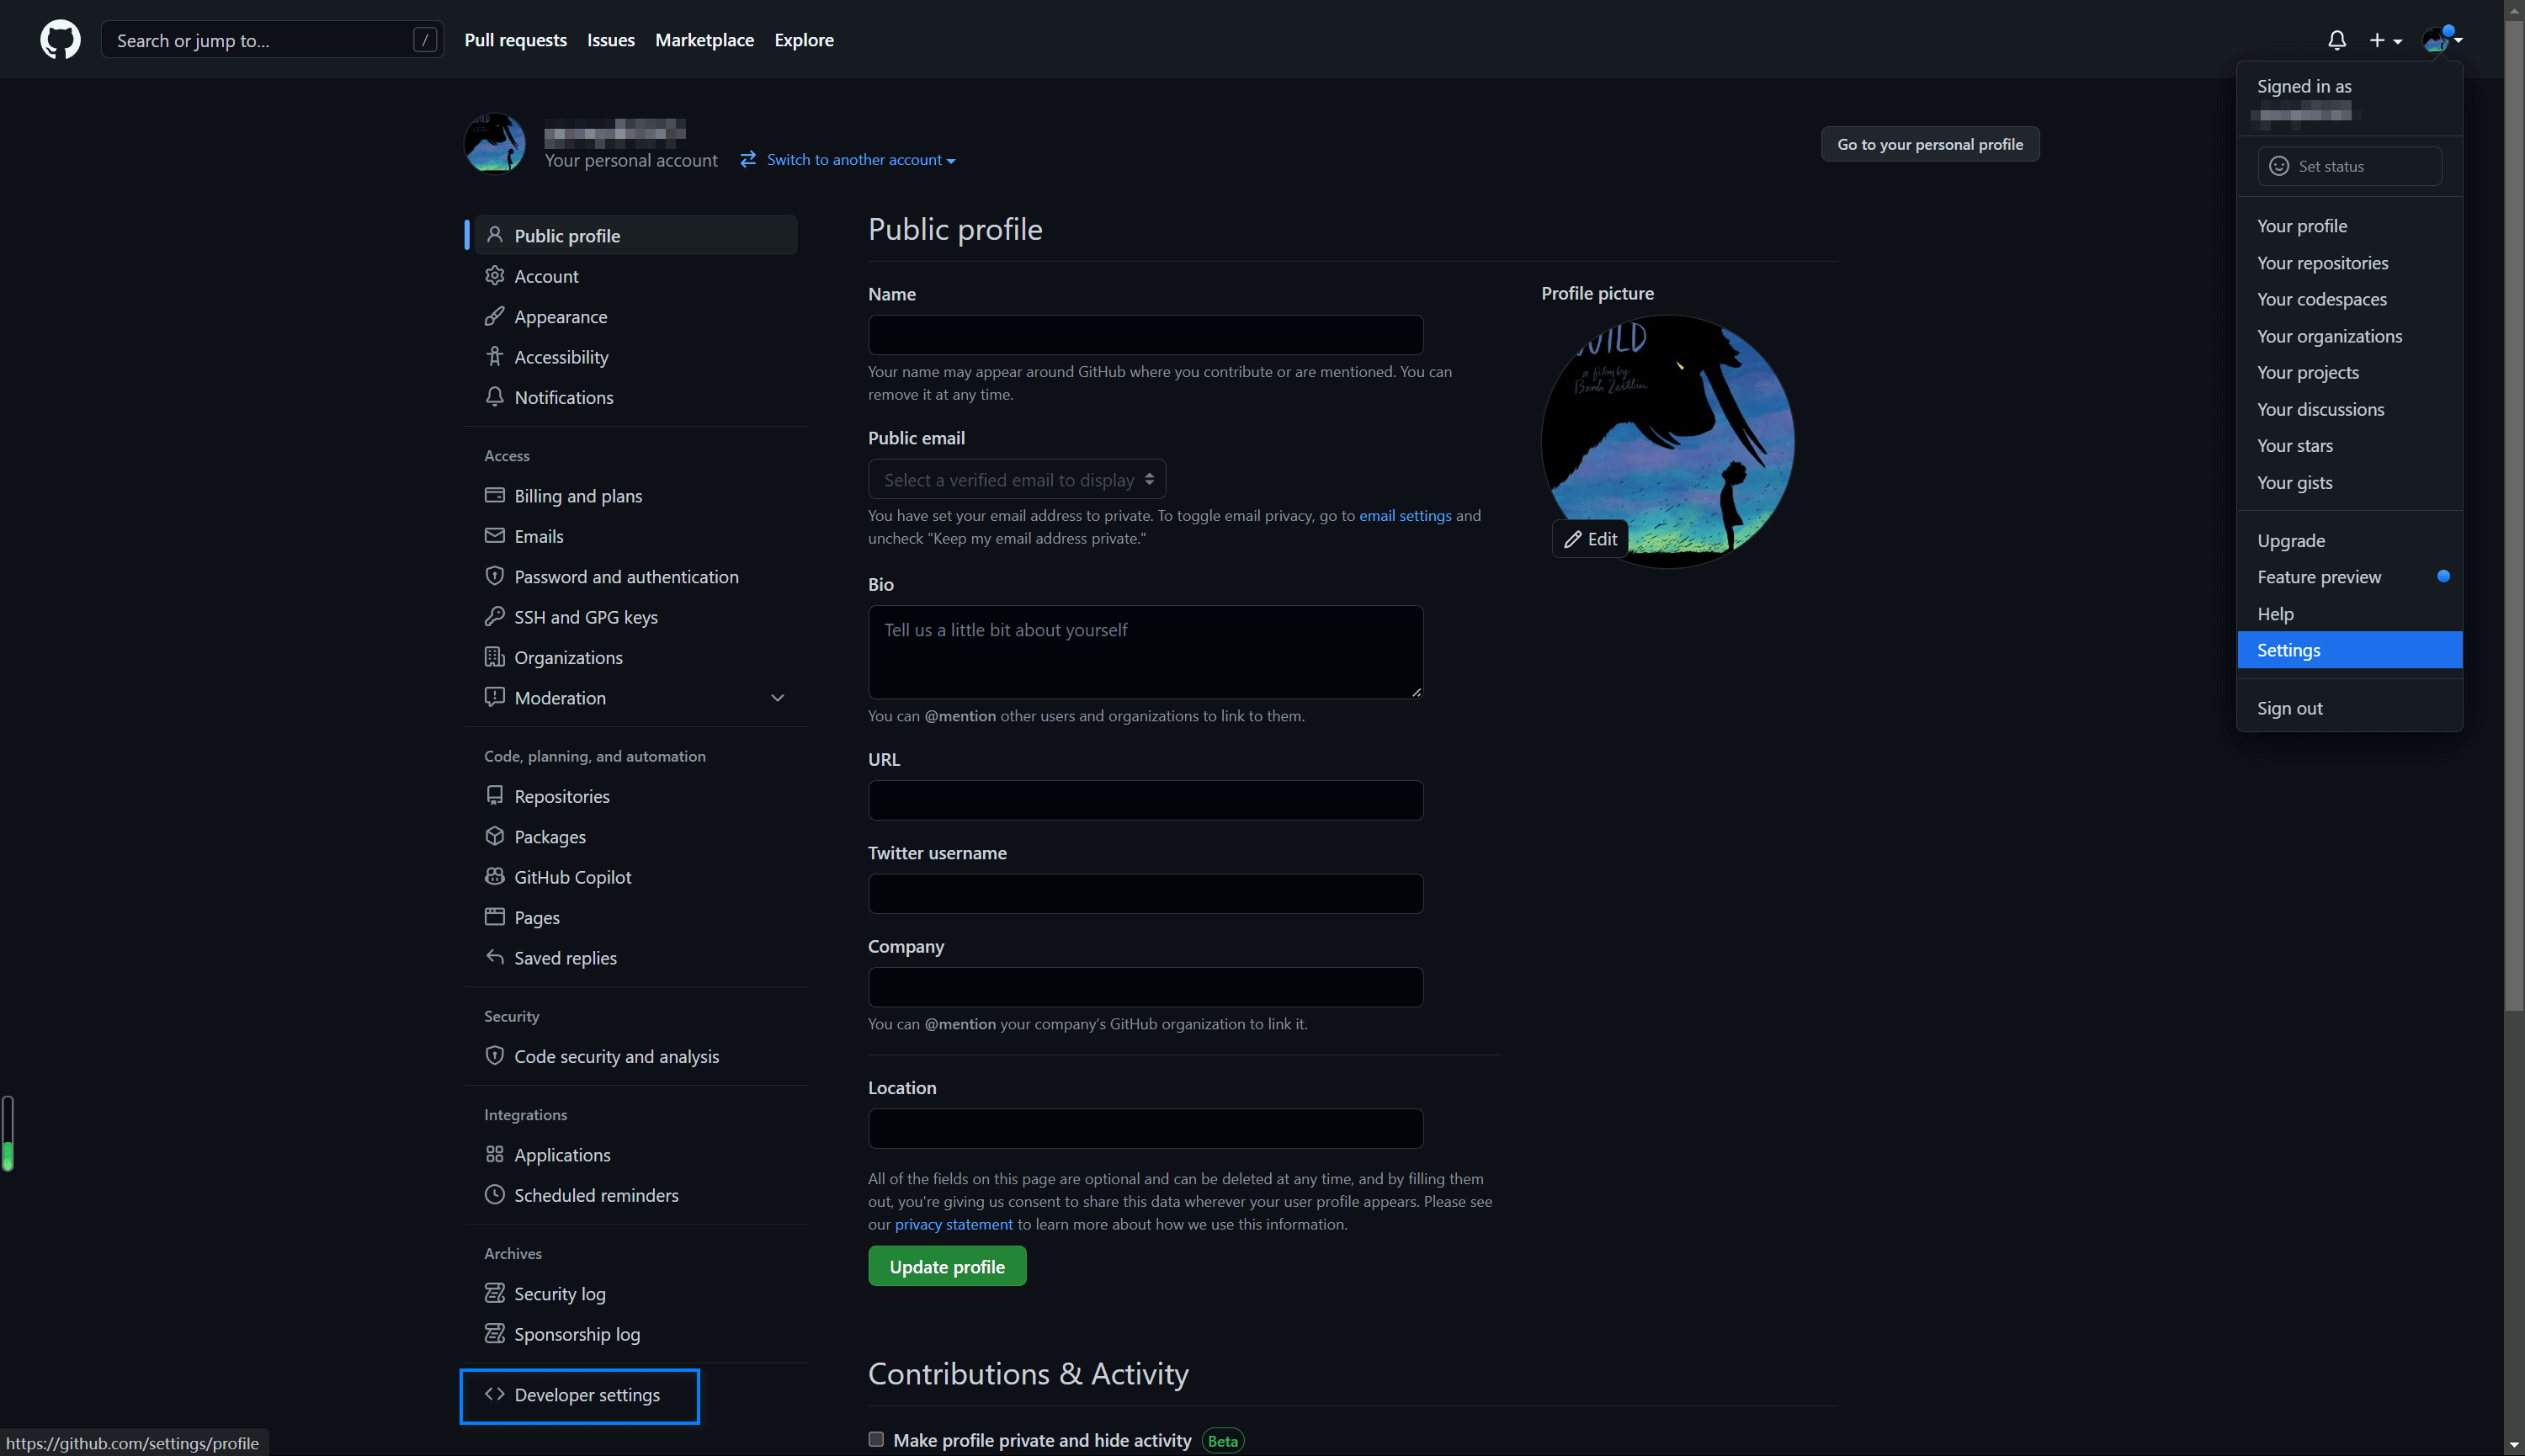 Search or jump to...
/
Pull requests
Issues
Marketplace
Explore
Your personal account
Switch to another account
Go to your personal profile
Signed in as
Set status
Your profile
Your repositories
Your codespaces
Your organizations
Your projects
Your discussions
Your stars
Your gists
Upgrade
Feature preview
Help
Settings
Sign out
Public profile
Account
Appearance
Accessibility
Notifications
Access
Billing and plans
Emails
Password and authentication
SSH and GPG keys
Organizations
Moderation
Code, planning, and automation
Repositories
Packages
GitHub Copilot
Pages
Saved replies
Security
Code security and analysis
Integrations
Applications
Scheduled reminders
Archives
Security log
Sponsorship log
Developer settings
Public profile
Name
Your name may appear around GitHub where you contribute or are mentioned. You can
remove it at any time.
Public email
Select a verified email to display
You have set your email address to private. To toggle email privacy, go to email settings and
uncheck "Keep my email address private."
Bio
Tell us a little bit about yourself
You can @mention other users and organizations to link to them.
URL
Twitter username
Company
You can @mention your company's GitHub organization to link it.
Location
All of the fields on this page are optional and can be deleted at any time, and by filling them
out, you're giving us consent to share this data wherever your user profile appears. Please see
our privacy statement to learn more about how we use this information.
Update profile
Profile picture
WILD
a film by
Benh Zeitlin
Edit
Contributions & Activity
Make profile private and hide activity
Beta
https://github.com/settings/profile